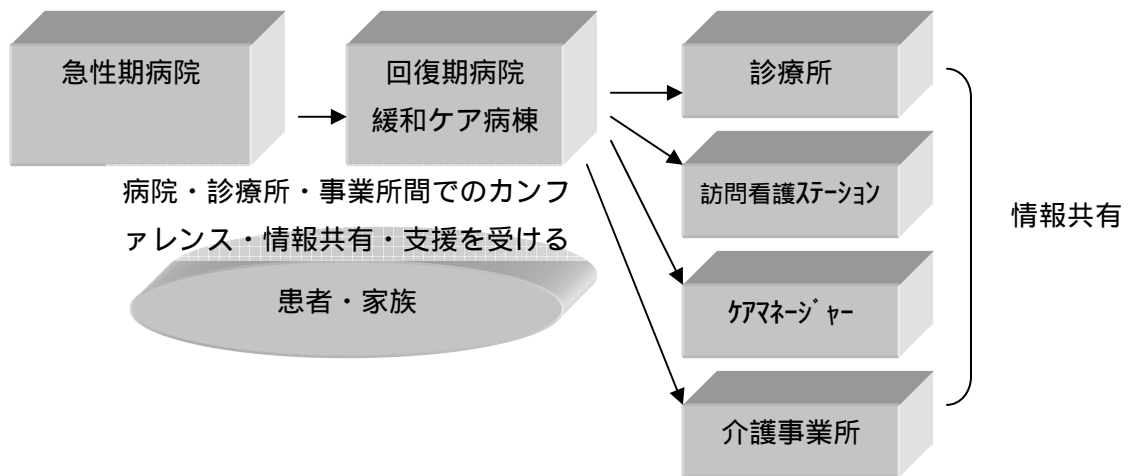 急性期病院
回復期病院
緩和ケア病棟
病院・診療所・事業所間でのカンフ
ァレンス・情報共有・支援を受ける
患者・家族
診療所
訪問看護ｽﾃｰｼｮﾝ
ｹｱﾏﾈｰｼﾞｬｰ
介護事業所
情報共有